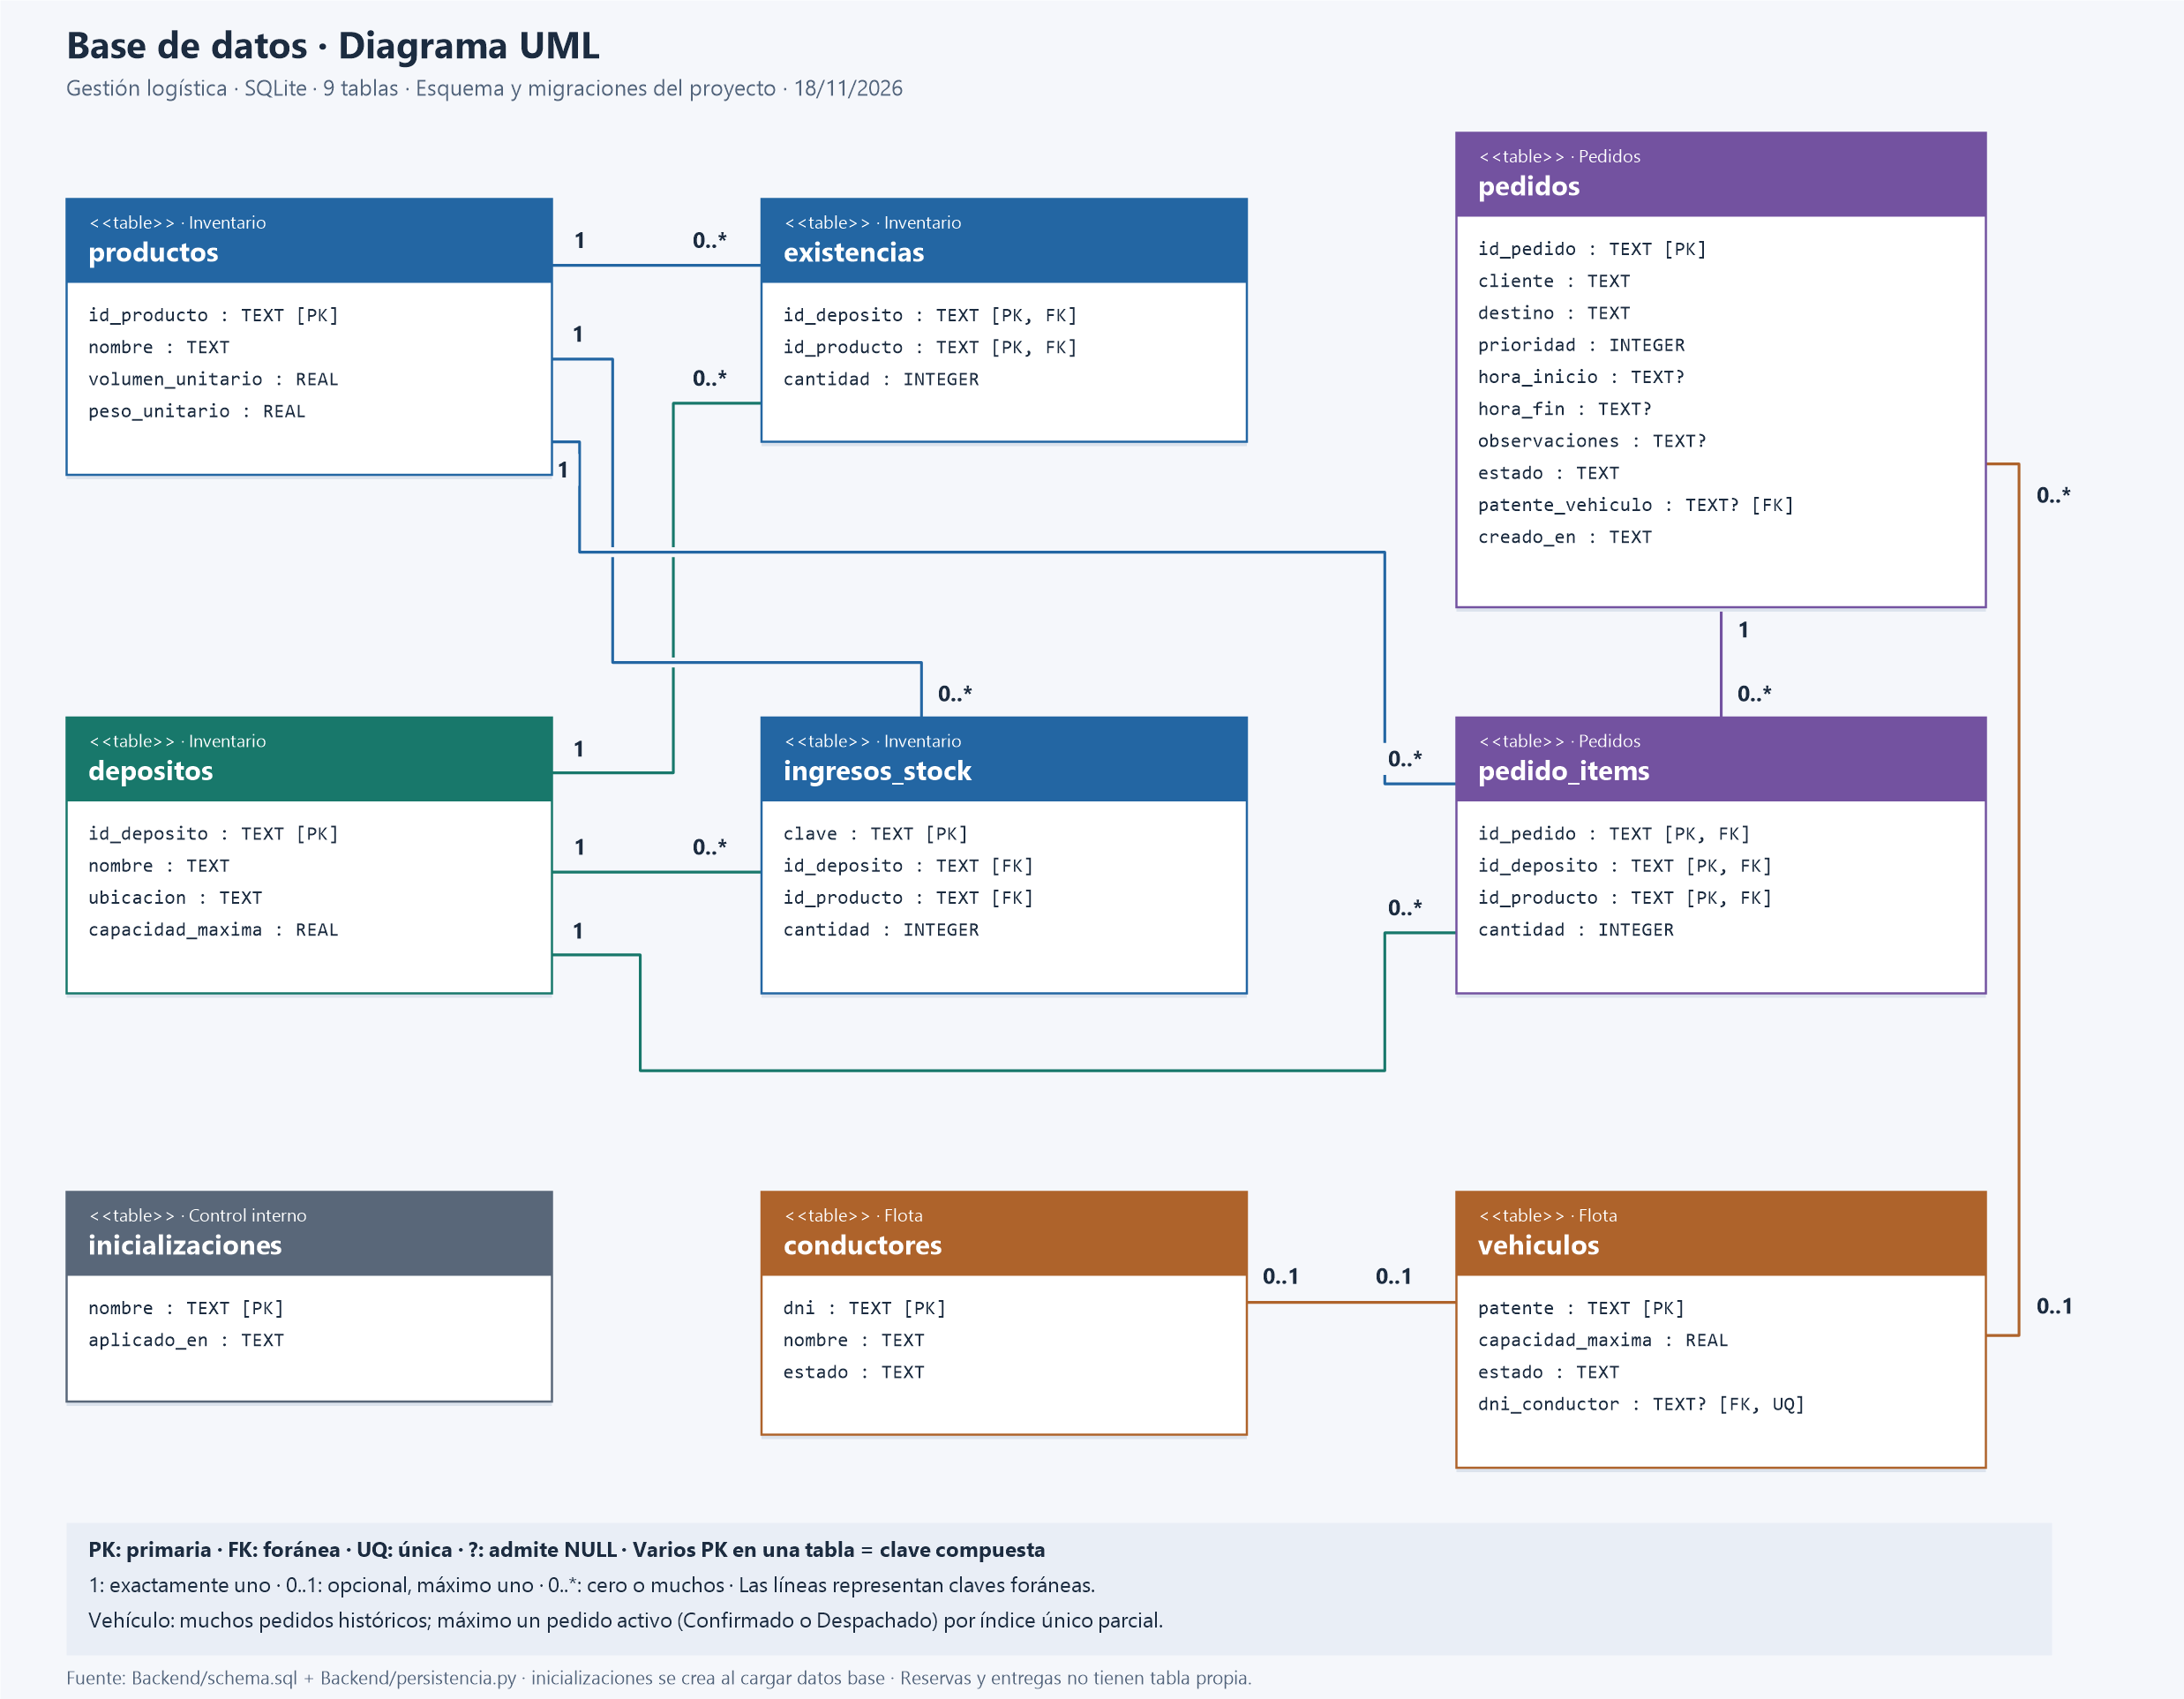 Base de datos · Diagrama UML
Gestión logística · SQLite · 9 tablas · Esquema y migraciones del proyecto · 18/11/2026
<<table>> · Inventario
productos
id_producto : TEXT [PK]
nombre : TEXT
volumen_unitario : REAL
peso_unitario : REAL
1
0..*
1
0..*
1
<<table>> · Inventario
existencias
id_deposito : TEXT [PK, FK]
id_producto : TEXT [PK, FK]
cantidad : INTEGER
<<table>> · Pedidos
pedidos
id_pedido : TEXT [PK]
cliente : TEXT
destino : TEXT
prioridad : INTEGER
hora_inicio : TEXT?
hora_fin : TEXT?
observaciones : TEXT?
estado : TEXT
patente_vehiculo : TEXT? [FK]
creado_en : TEXT
0..*
1
0..*
0..*
<<table>> · Inventario
depositos
id_deposito : TEXT [PK]
nombre : TEXT
ubicacion : TEXT
capacidad_maxima : REAL
1
1
0..*
1
<<table>> · Inventario
ingresos_stock
clave : TEXT [PK]
id_deposito : TEXT [FK]
id_producto : TEXT [FK]
cantidad : INTEGER
0..*
0..*
<<table>> · Pedidos
pedido_items
id_pedido : TEXT [PK, FK]
id_deposito : TEXT [PK, FK]
id_producto : TEXT [PK, FK]
cantidad : INTEGER
<<table>> · Control interno
inicializaciones
nombre : TEXT [PK]
aplicado_en : TEXT
<<table>> · Flota
conductores
dni : TEXT [PK]
nombre : TEXT
estado : TEXT
0..1
0..1
<<table>> · Flota
vehiculos
patente : TEXT [PK]
capacidad_maxima : REAL
estado : TEXT
dni_conductor : TEXT? [FK, UQ]
0..1
PK: primaria · FK: foránea · UQ: única · ?: admite NULL · Varios PK en una tabla = clave compuesta
1: exactamente uno · 0..1: opcional, máximo uno · 0..*: cero o muchos · Las líneas representan claves foráneas.
Vehículo: muchos pedidos históricos; máximo un pedido activo (Confirmado o Despachado) por índice único parcial.
Fuente: Backend/schema.sql + Backend/persistencia.py · inicializaciones se crea al cargar datos base · Reservas y entregas no tienen tabla propia.